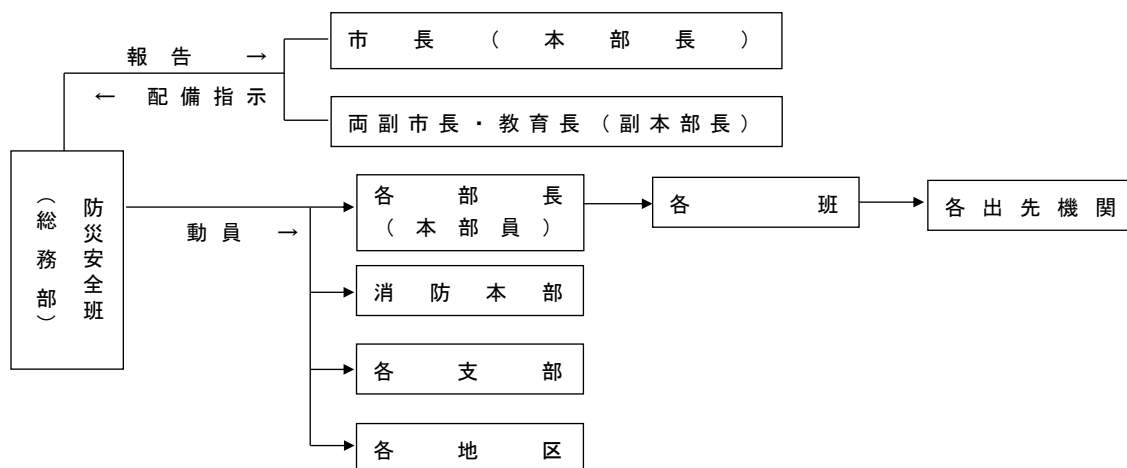 市長（本部長）
報告 →
← 配備指示
両副市長・教育長（副本部長）
防災安全班
（総務部）
動員 →
各部長
（本部員）
各班
各出先機関
消防本部
各支部
各地区